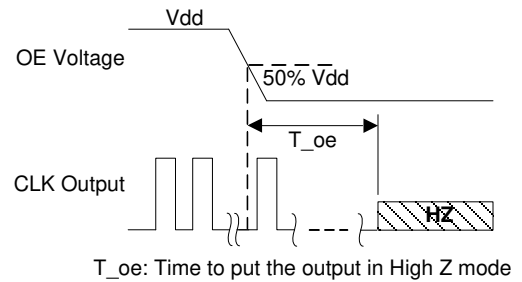 Vdd
OE Voltage
50% Vdd
T_oe
CLK Output
HZ
T_oe: Time to put the output in High Z mode